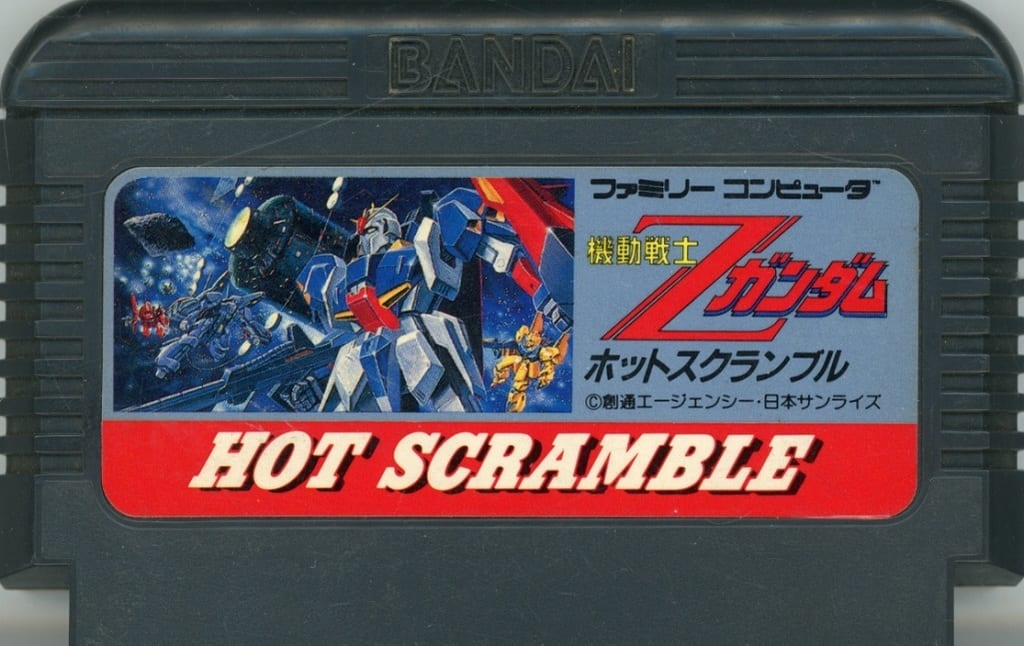 BANDAI
ファミリー コンピュータ™
機動戦士
Zガンダム
ホットスクランブル
©創通エージェンシー・日本サンライズ
HOT SCRAMBLE